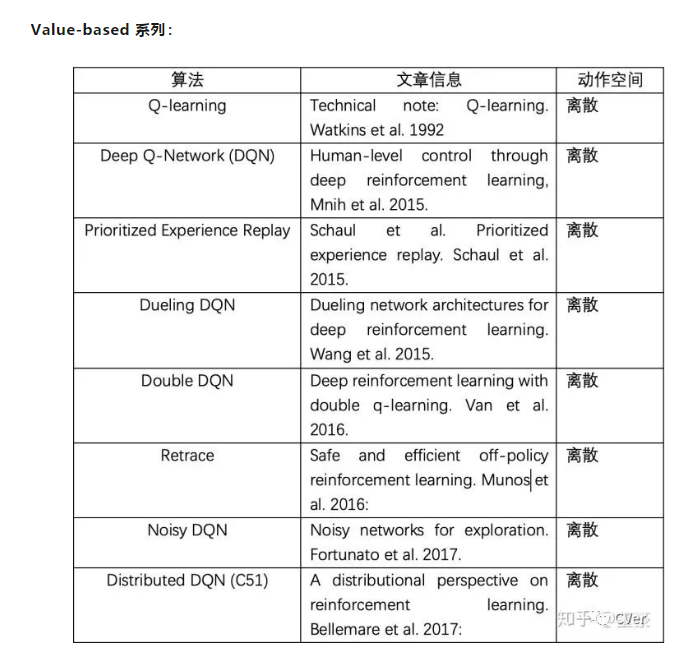 Value-based 系列：
算法 文章信息 动作空间
Q-learning Technical note: Q-learning. 离散
Watkins et al. 1992
Deep Q-Network (DQN) Human-level control through 离散
deep reinforcement learning,
Mnih et al. 2015.
Prioritized Experience Replay Schaul et al. Prioritized 离散
experience replay. Schaul et al.
2015.
Dueling DQN Dueling network architectures for 离散
deep reinforcement learning.
Wang et al. 2015.
Double DQN Deep reinforcement learning with 离散
double q-learning. Van et al.
2016.
Retrace Safe and efficient off-policy 离散
reinforcement learning. Munos et
al. 2016:
Noisy DQN Noisy networks for exploration. 离散
Fortunato et al. 2017.
Distributed DQN (C51) A distributional perspective on 离散
reinforcement learning.
Bellemare et al. 2017:
知乎 CVer